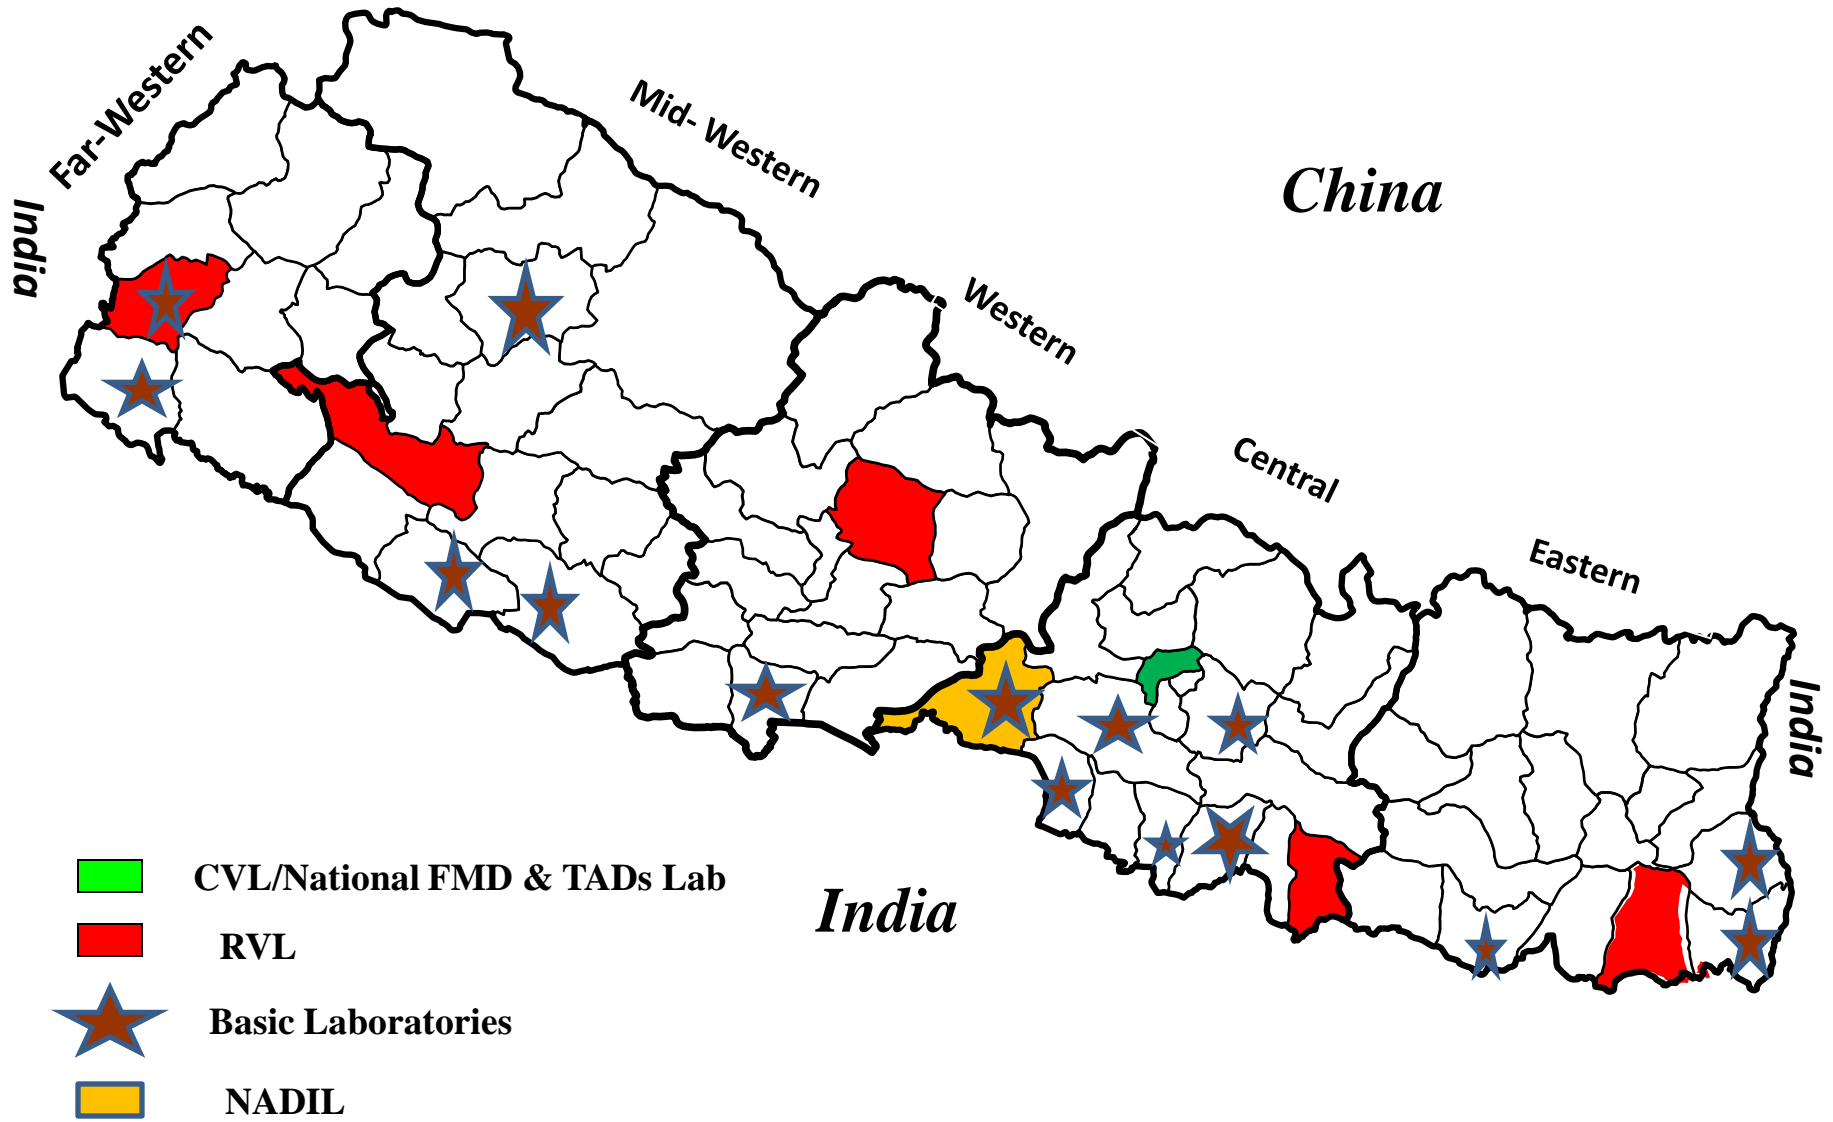 Far-Western
Mid- Western
China
India
Western
Central
Eastern
India
CVL/National FMD & TADs Lab
India
RVL
Basic Laboratories
NADIL